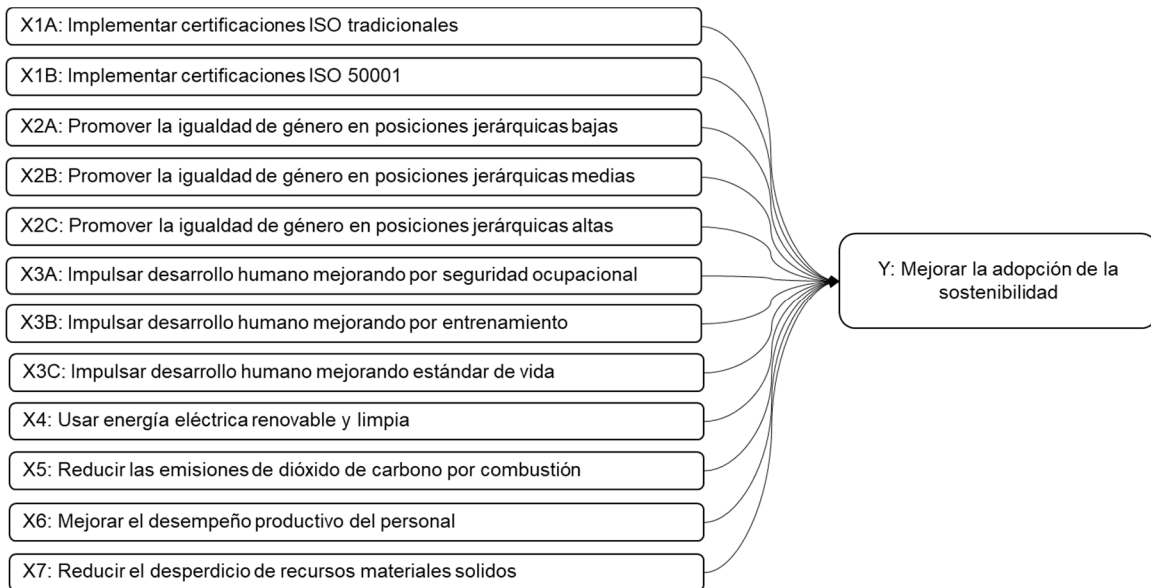 X1A: Implementar certificaciones ISO tradicionales
X1B: Implementar certificaciones ISO 50001
X2A: Promover la igualdad de género en posiciones jerárquicas bajas
X2B: Promover la igualdad de género en posiciones jerárquicas medias
X2C: Promover la igualdad de género en posiciones jerárquicas altas
X3A: Impulsar desarrollo humano mejorando por seguridad ocupacional
X3B: Impulsar desarrollo humano mejorando por entrenamiento
X3C: Impulsar desarrollo humano mejorando estándar de vida
X4: Usar energía eléctrica renovable y limpia
X5: Reducir las emisiones de dióxido de carbono por combustión
X6: Mejorar el desempeño productivo del personal
X7: Reducir el desperdicio de recursos materiales solidos
Y: Mejorar la adopción de la
sostenibilidad